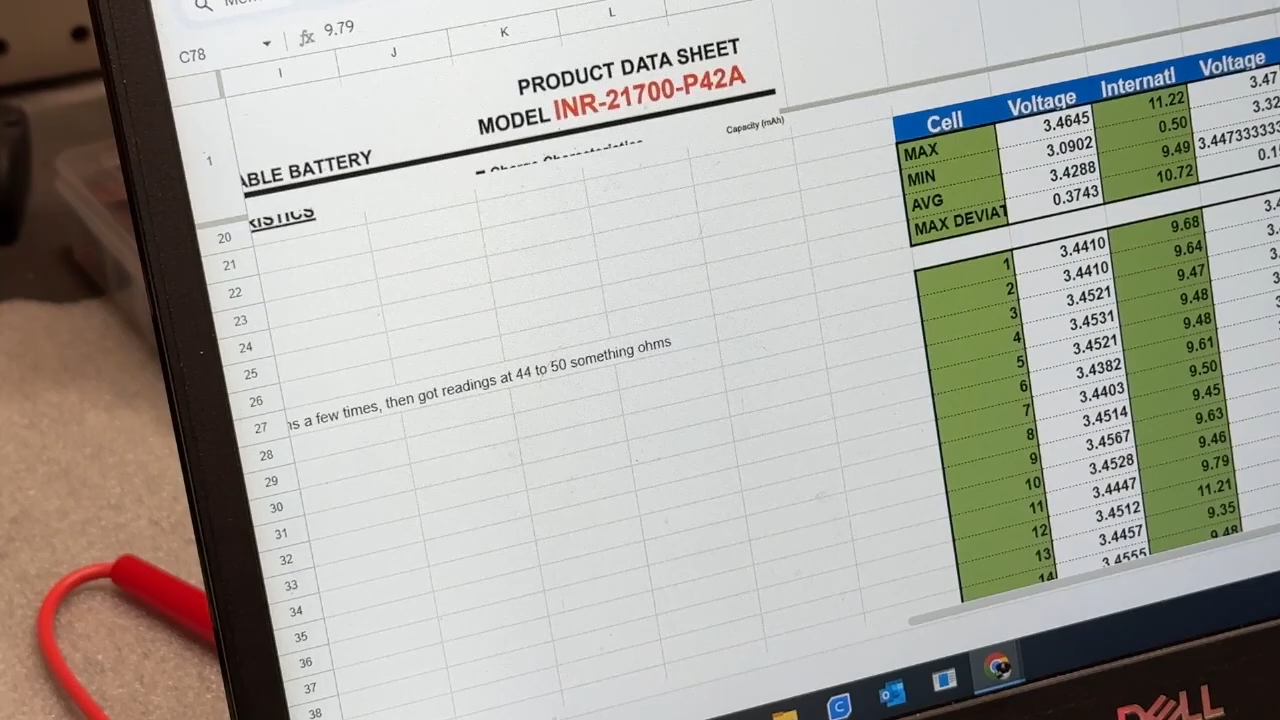 C78 fx 9.79
I J K L
PRODUCT DATA SHEET
MODEL INR-21700-P42A
ABLE BATTERY
Capacity (mAh)
1
20
21
22
23
24
25
26
27
28
29
30
31
32
33
34
35
36
37
38
s a few times, then got readings at 44 to 50 something ohms
Cell Voltage Internatl Voltage
MAX 3.4645 11.22 3.47
MIN 3.0902 0.50 3.32
AVG 3.4288 9.49 3.44733333
MAX DEVIAT 0.3743 10.72
1 3.4410 9.68
2 3.4410 9.64
3 3.4521 9.47
4 3.4531 9.48
5 3.4521 9.48
6 3.4382 9.61
7 3.4403 9.50
8 3.4514 9.45
9 3.4567 9.63
10 3.4528 9.46
11 3.4447 9.79
12 3.4512 11.21
13 3.4457 9.35
14 3.4555 9.48
DELL